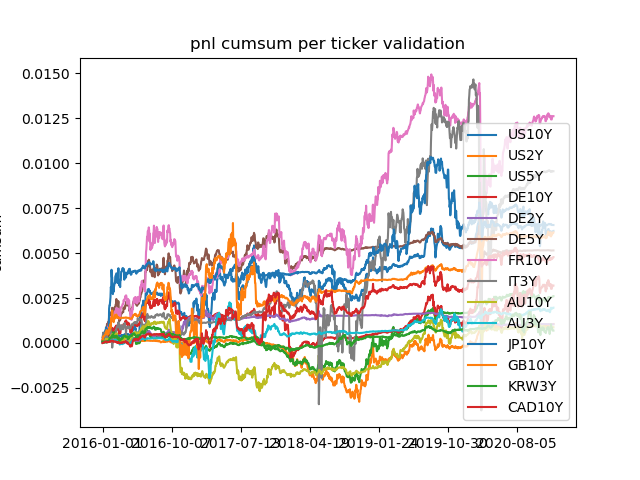 pnl cumsum per ticker validation
0.0150
0.0125
0.0100
0.0075
0.0050
0.0025
0.0000
−0.0025
US10Y
US2Y
US5Y
DE10Y
DE2Y
DE5Y
FR10Y
IT3Y
AU10Y
AU3Y
JP10Y
GB10Y
KRW3Y
CAD10Y
2016-01-01 2016-10-07 2017-07-13 2018-04-19 2019-01-24 2019-10-30 2020-08-05